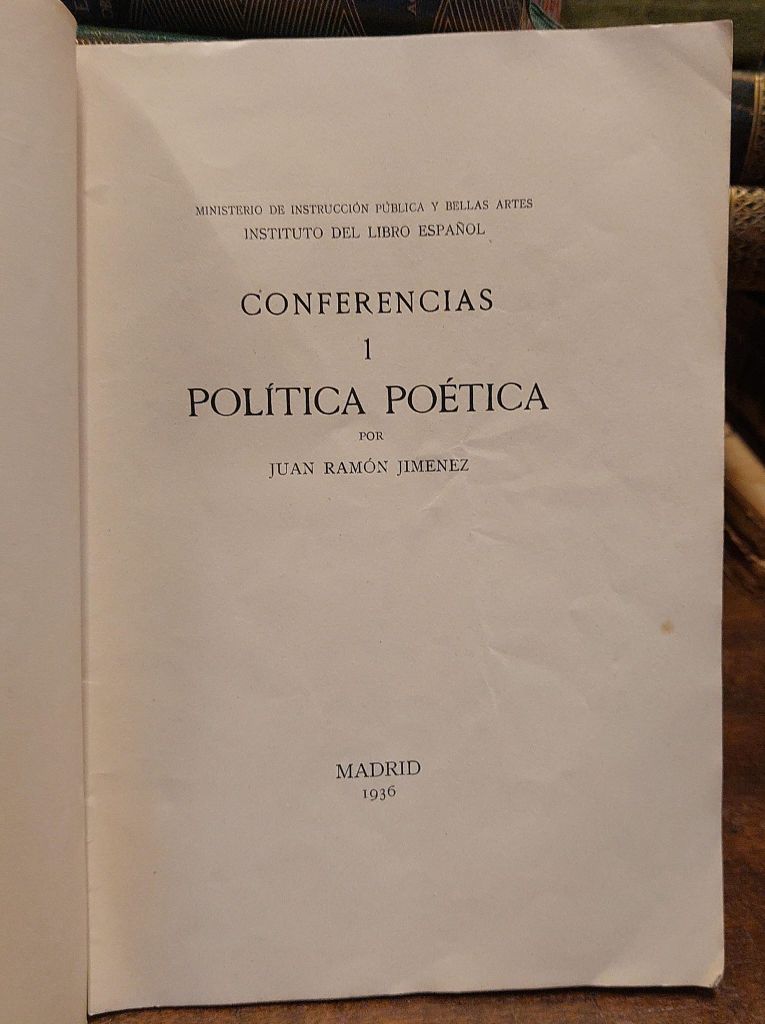 MINISTERIO DE INSTRUCCIÓN PÚBLICA Y BELLAS ARTES
INSTITUTO DEL LIBRO ESPAÑOL
CONFERENCIAS
1
POLÍTICA POÉTICA
POR
JUAN RAMÓN JIMENEZ
MADRID
1936